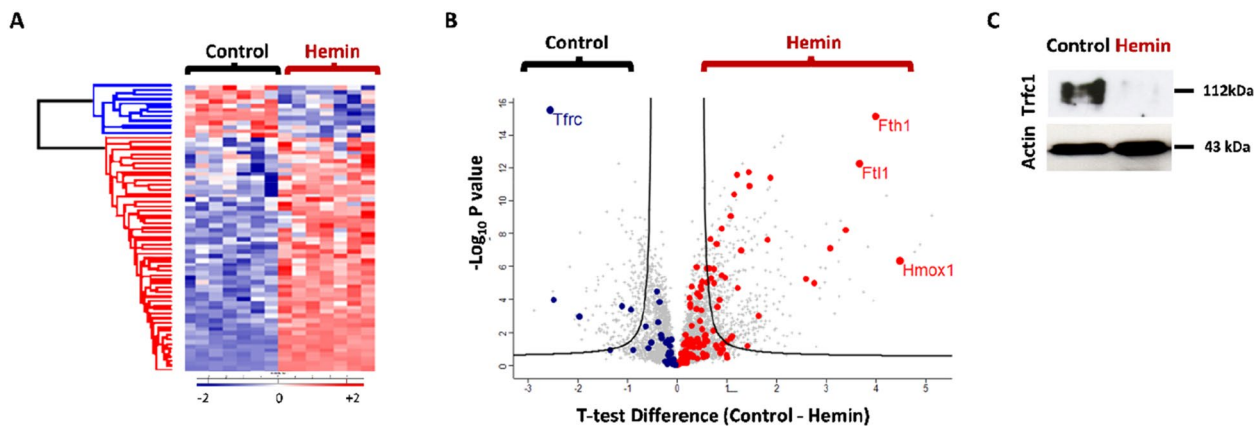 A
Control Hemin
-2 0 +2
B
Control Hemin
-Log10 P value
16
14
12
10
8
6
4
2
0
Tfrc
Fth1
Ftl1
Hmox1
-3 -2 -1 0 1 2 3 4 5
T-test Difference (Control - Hemin)
C
Control Hemin
Trfc1
112kDa
Actin
43 kDa